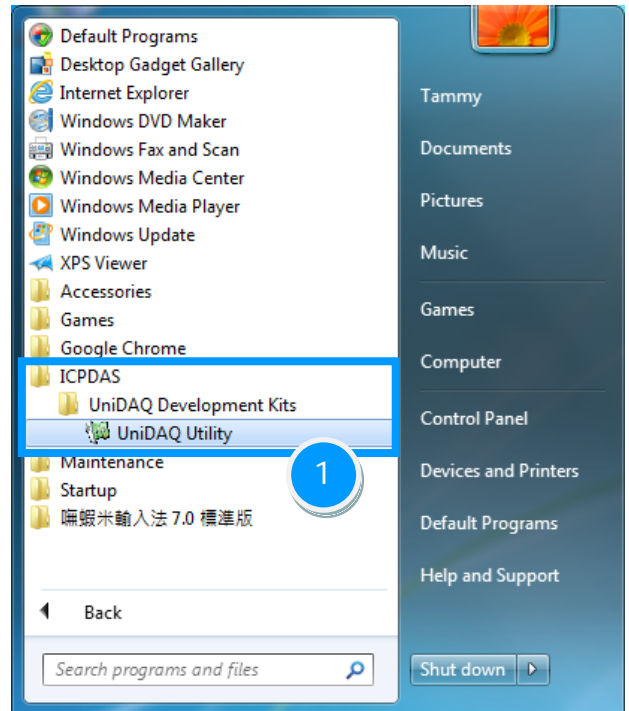 Default Programs
Desktop Gadget Gallery
Internet Explorer
Windows DVD Maker
Windows Fax and Scan
Windows Media Center
Windows Media Player
Windows Update
XPS Viewer
Accessories
Games
Google Chrome
ICPDAS
UniDAQ Development Kits
UniDAQ Utility
Maintenance
1
Startup
嘸蝦米輸入法 7.0 標準版
Back
Search programs and files
Tammy
Documents
Pictures
Music
Games
Computer
Control Panel
Devices and Printers
Default Programs
Help and Support
Shut down